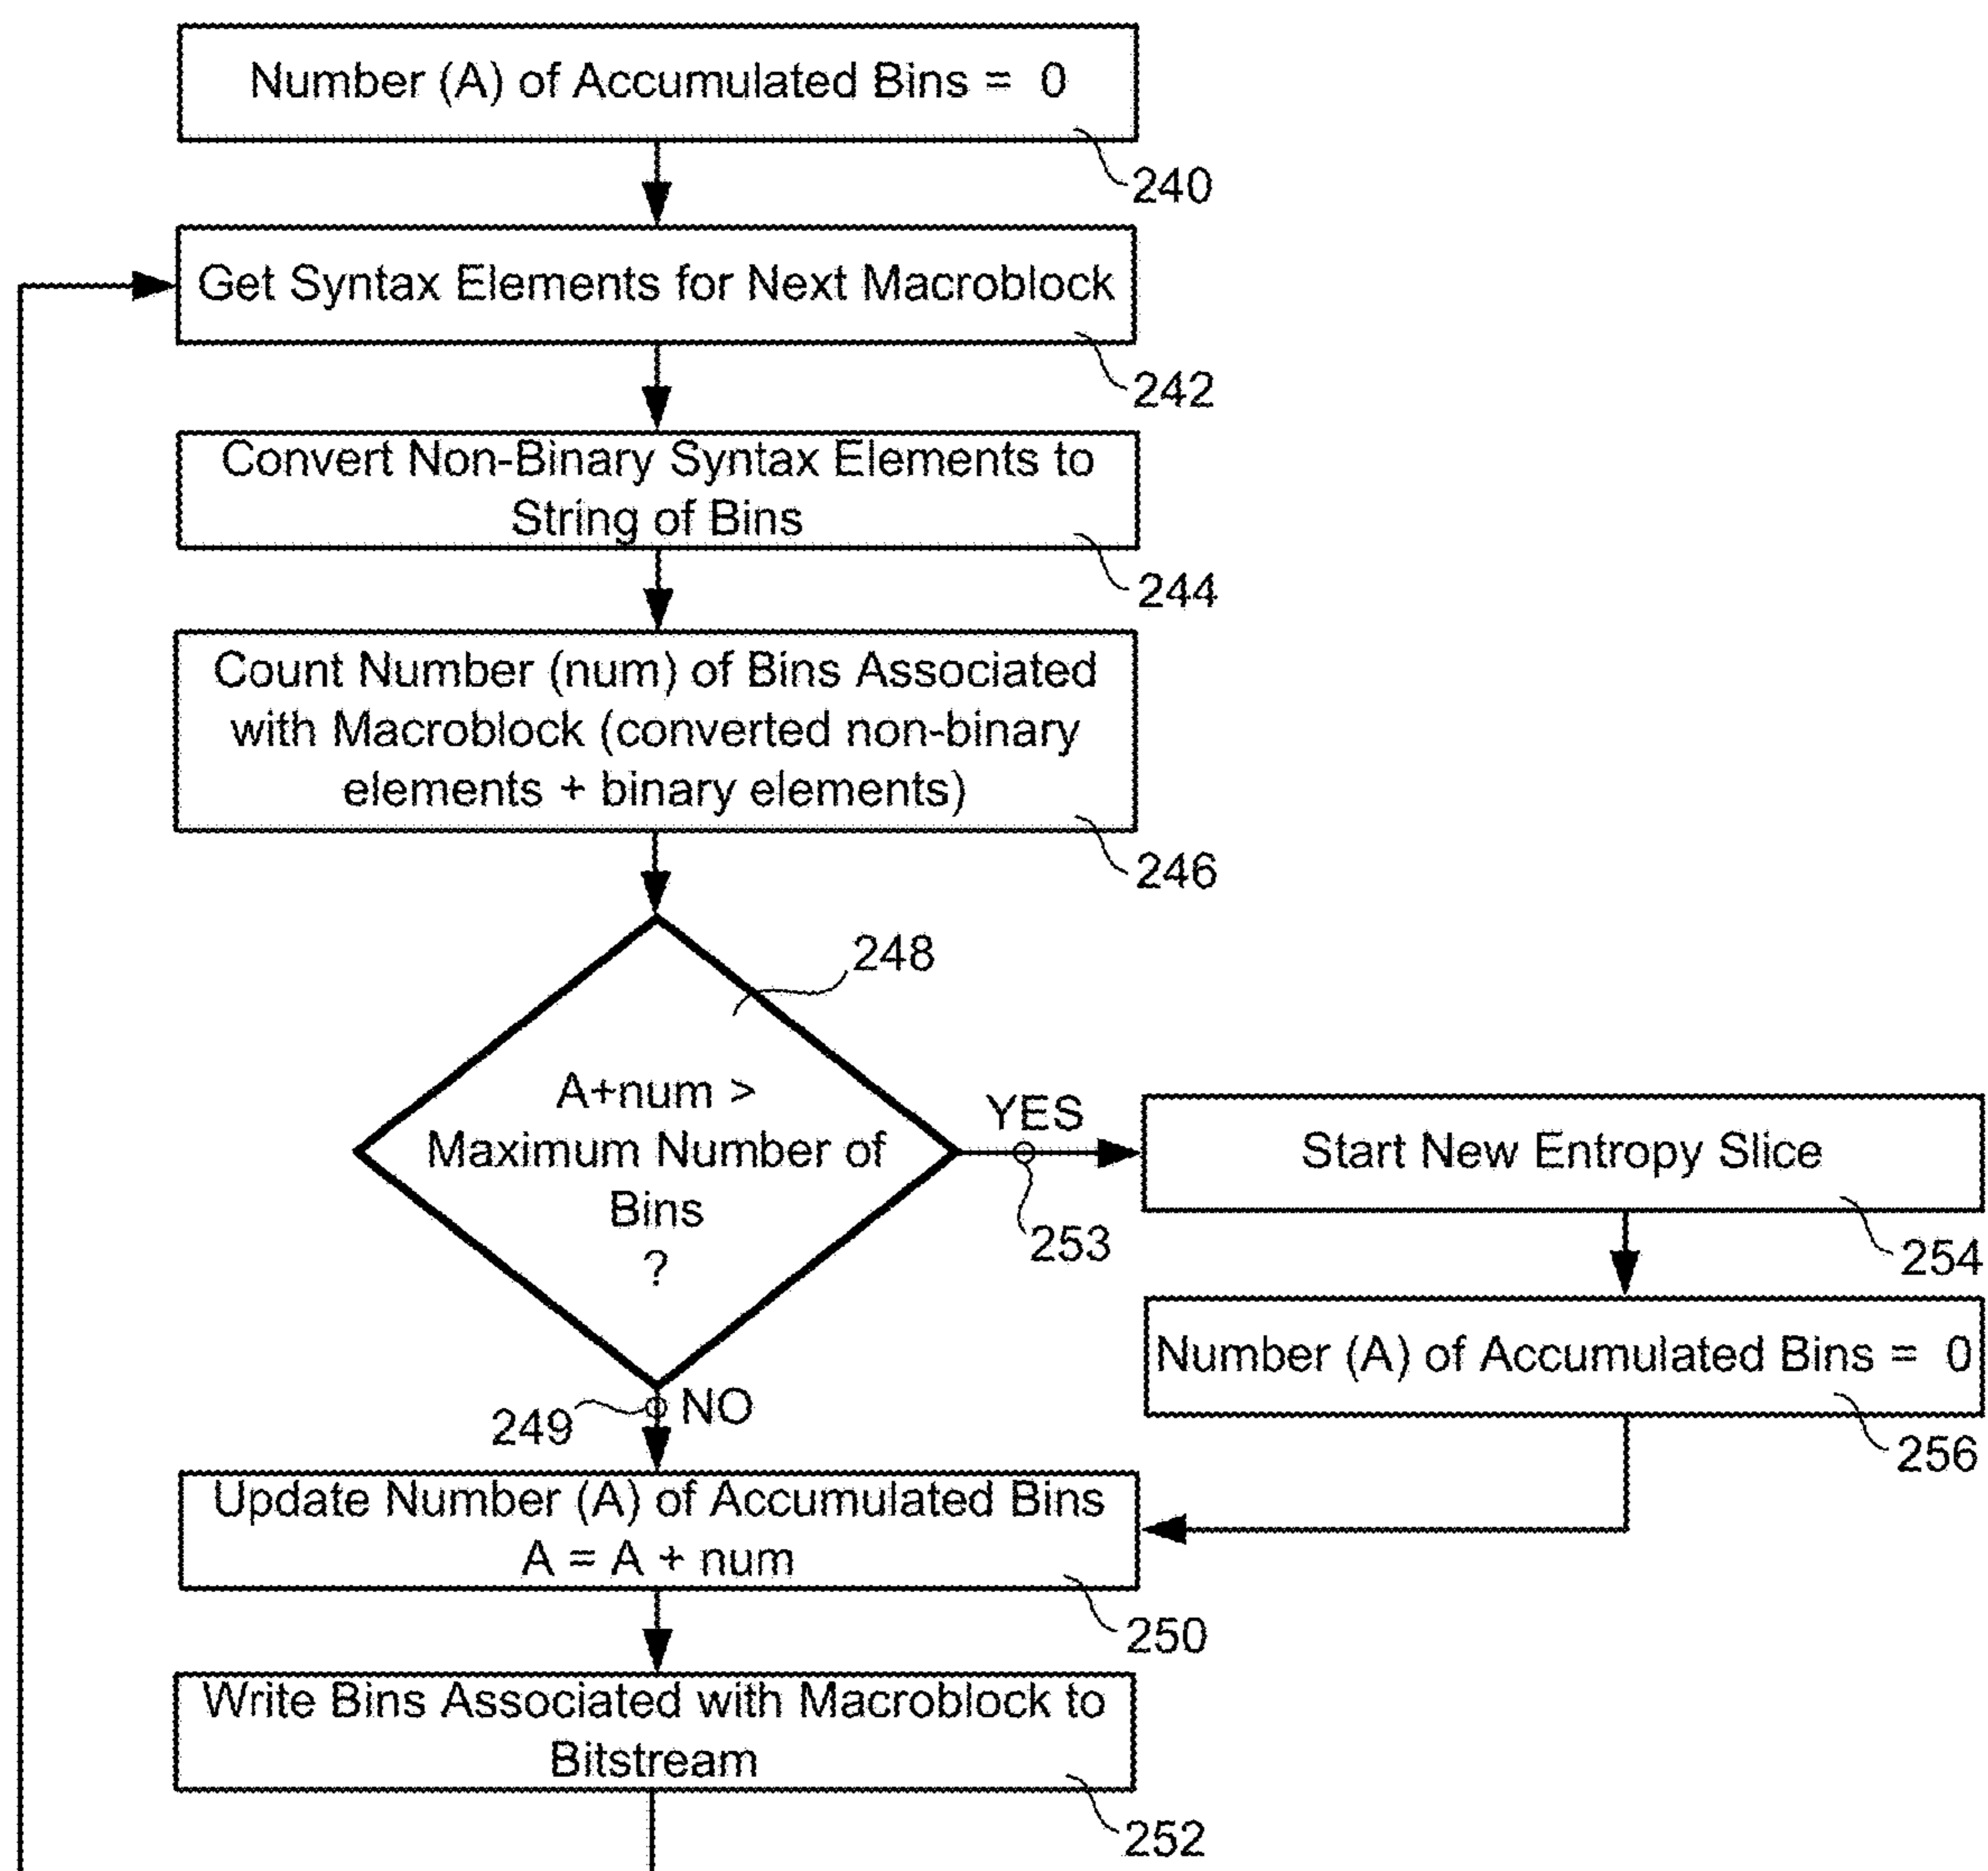 Number (A) of Accumulated Bins = 0
240
Get Syntax Elements for Next Macroblock
242
Convert Non-Binary Syntax Elements to
String of Bins
244
Count Number (num) of Bins Associated
with Macroblock (converted non-binary
elements + binary elements)
246
248
A+num >
Maximum Number of
Bins
?
YES
253
Start New Entropy Slice
254
Number (A) of Accumulated Bins = 0
256
249
NO
Update Number (A) of Accumulated Bins
A = A + num
250
Write Bins Associated with Macroblock to
Bitstream
252